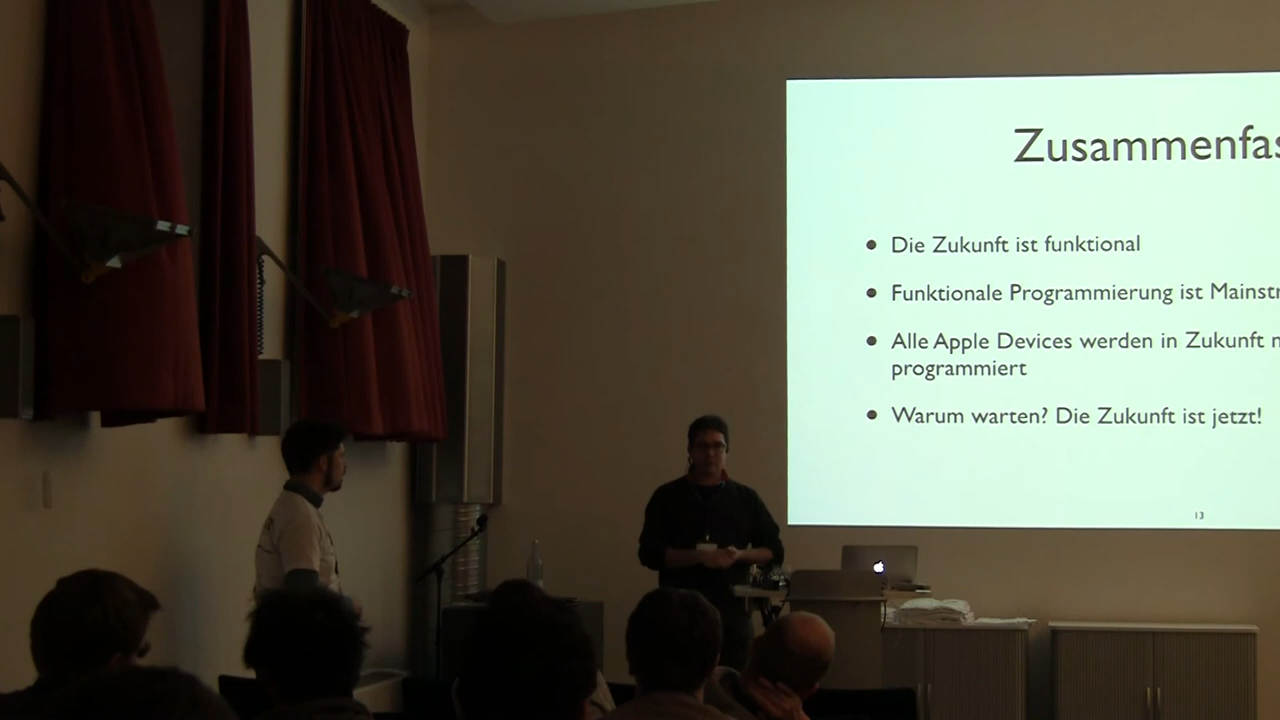 Zusammenfas
• Die Zukunft ist funktional
• Funktionale Programmierung ist Mainstr
• Alle Apple Devices werden in Zukunft
programmiert
• Warum warten? Die Zukunft ist jetzt!
13